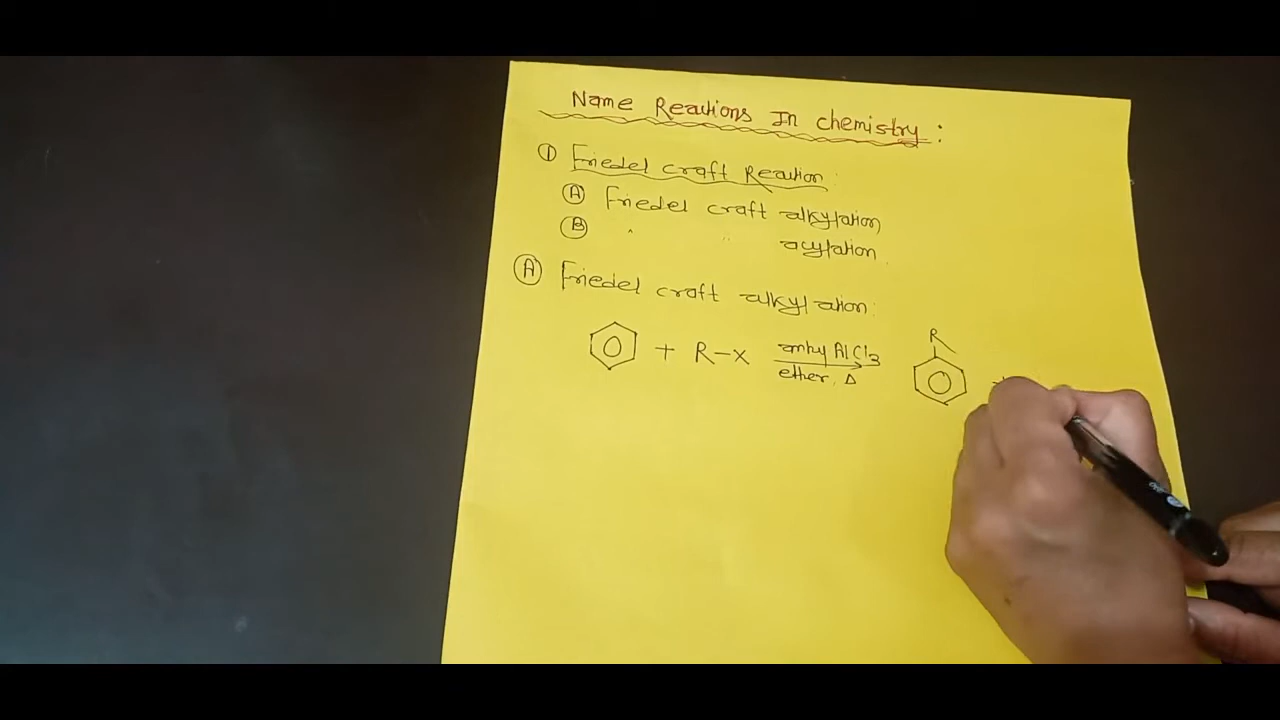 Name Reactions In chemistry:
① Friedel craft Reaction:
Ⓐ Friedel craft alkylation
Ⓑ " " acylation
Ⓐ Friedel craft alkylation:
+ R-x anhy AlCl3 R +
ether, Δ